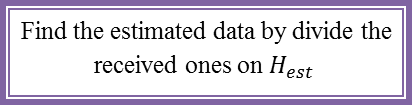 Find the estimated data by divide the
received ones on H_est